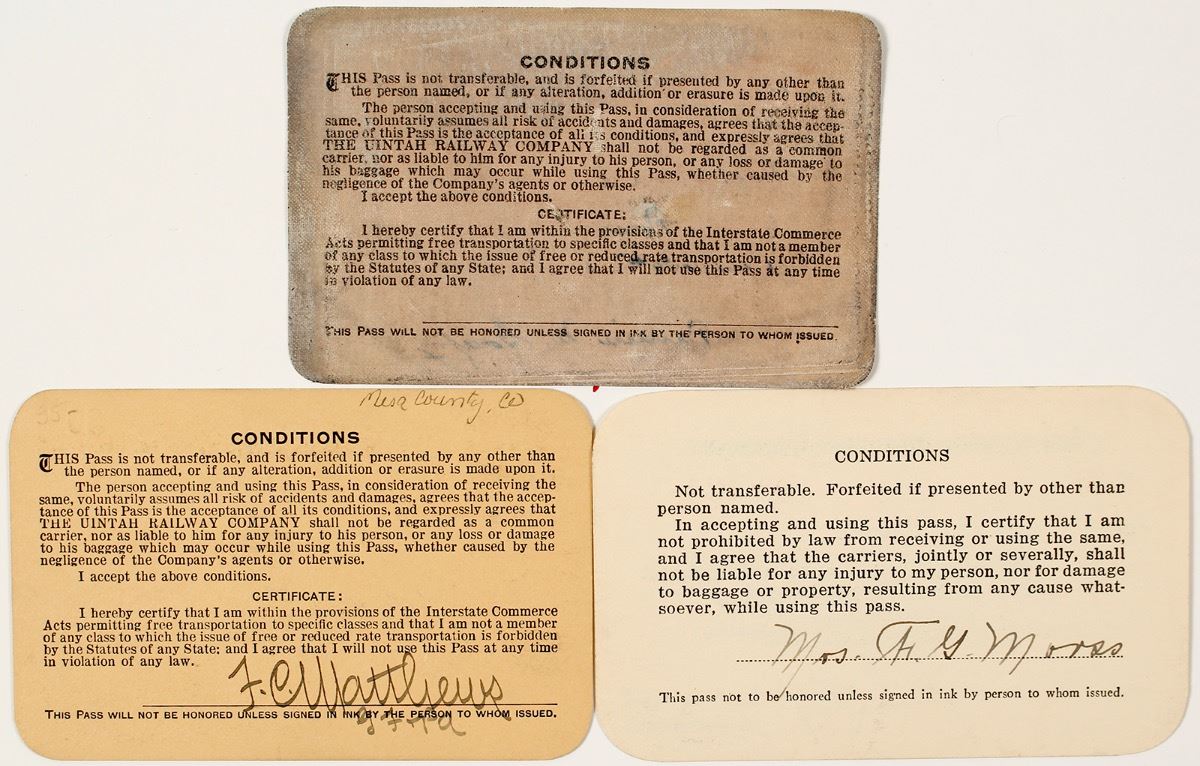 CONDITIONS
THIS Pass is not transferable, and is forfeited if presented by any other than
the person named, or if any alteration, addition or erasure is made upon it.
The person accepting and using this Pass, in consideration of receiving the
same, voluntarily assumes all risk of accidents and damages, agrees that the accep-
tance of this Pass is the acceptance of all its conditions, and expressly agrees that
THE UINTAH RAILWAY COMPANY shall not be regarded as a common
carrier, nor as liable to him for any injury to his person, or any loss or damage to
his baggage which may occur while using this Pass, whether caused by the
negligence of the Company's agents or otherwise.
I accept the above conditions.
CERTIFICATE:
I hereby certify that I am within the provisions of the Interstate Commerce
Acts permitting free transportation to specific classes and that I am not a member
of any class to which the issue of free or reduced rate transportation is forbidden
by the Statutes of any State; and I agree that I will not use this Pass at any time
in violation of any law.
THIS PASS WILL NOT BE HONORED UNLESS SIGNED IN INK BY THE PERSON TO WHOM ISSUED.
35-
Mesa County, Co
CONDITIONS
THIS Pass is not transferable, and is forfeited if presented by any other than
the person named, or if any alteration, addition or erasure is made upon it.
The person accepting and using this Pass, in consideration of receiving the
same, voluntarily assumes all risk of accidents and damages, agrees that the accep-
tance of this Pass is the acceptance of all its conditions, and expressly agrees that
THE UINTAH RAILWAY COMPANY shall not be regarded as a common
carrier, nor as liable to him for any injury to his person, or any loss or damage
to his baggage which may occur while using this Pass, whether caused by the
negligence of the Company's agents or otherwise.
I accept the above conditions.
CERTIFICATE:
I hereby certify that I am within the provisions of the Interstate Commerce
Acts permitting free transportation to specific classes and that I am not a member
of any class to which the issue of free or reduced rate transportation is forbidden
by the Statutes of any State; and I agree that I will not use this Pass at any time
in violation of any law.
F. C. Matthews
THIS PASS WILL NOT BE HONORED UNLESS SIGNED IN INK BY THE PERSON TO WHOM ISSUED.
CONDITIONS
Not transferable. Forfeited if presented by other than
person named.
In accepting and using this pass, I certify that I am
not prohibited by law from receiving or using the same,
and I agree that the carriers, jointly or severally, shall
not be liable for any injury to my person, nor for damage
to baggage or property, resulting from any cause what-
soever, while using this pass.
Mrs. F. G. Morss
This pass not to be honored unless signed in ink by person to whom issued.